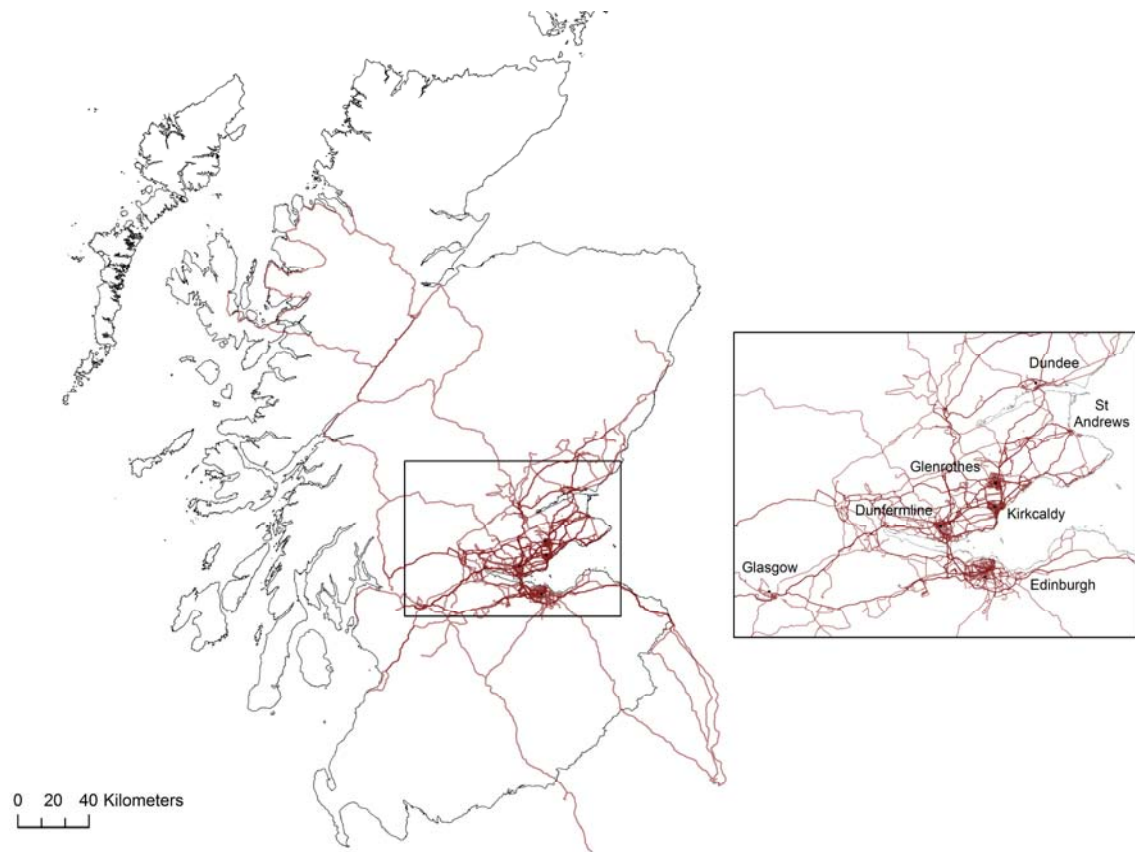 Dundee
St
Andrews
Glenrothes
Dunfermline
Kirkcaldy
Glasgow
Edinburgh
0 20 40 Kilometers